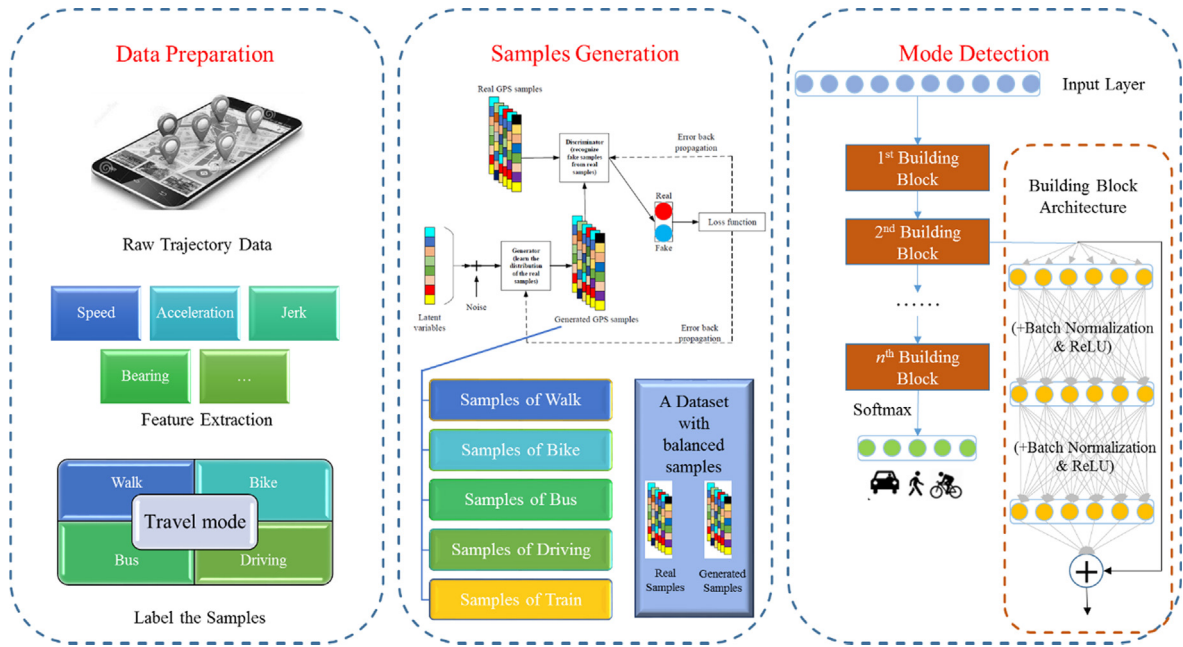 Data Preparation
Raw Trajectory Data
Speed
Acceleration
Jerk
Bearing
...
Feature Extraction
Walk
Bike
Travel mode
Bus
Driving
Label the Samples
Samples Generation
Real GPS samples
Discriminator
(recognize
fake samples
from real
samples)
Error back
propagation
Real
Fake
Loss function
Generator
(learn the
distribution
of the real
samples)
Latent
variables
Noise
Generated GPS samples
Error back
propagation
Samples of Walk
Samples of Bike
Samples of Bus
Samples of Driving
Samples of Train
A Dataset
with
balanced
samples
Real
Samples
Generated
Samples
Mode Detection
Input Layer
1st Building
Block
2nd Building
Block
......
nth Building
Block
Softmax
Building Block
Architecture
(+Batch Normalization
& ReLU)
(+Batch Normalization
& ReLU)